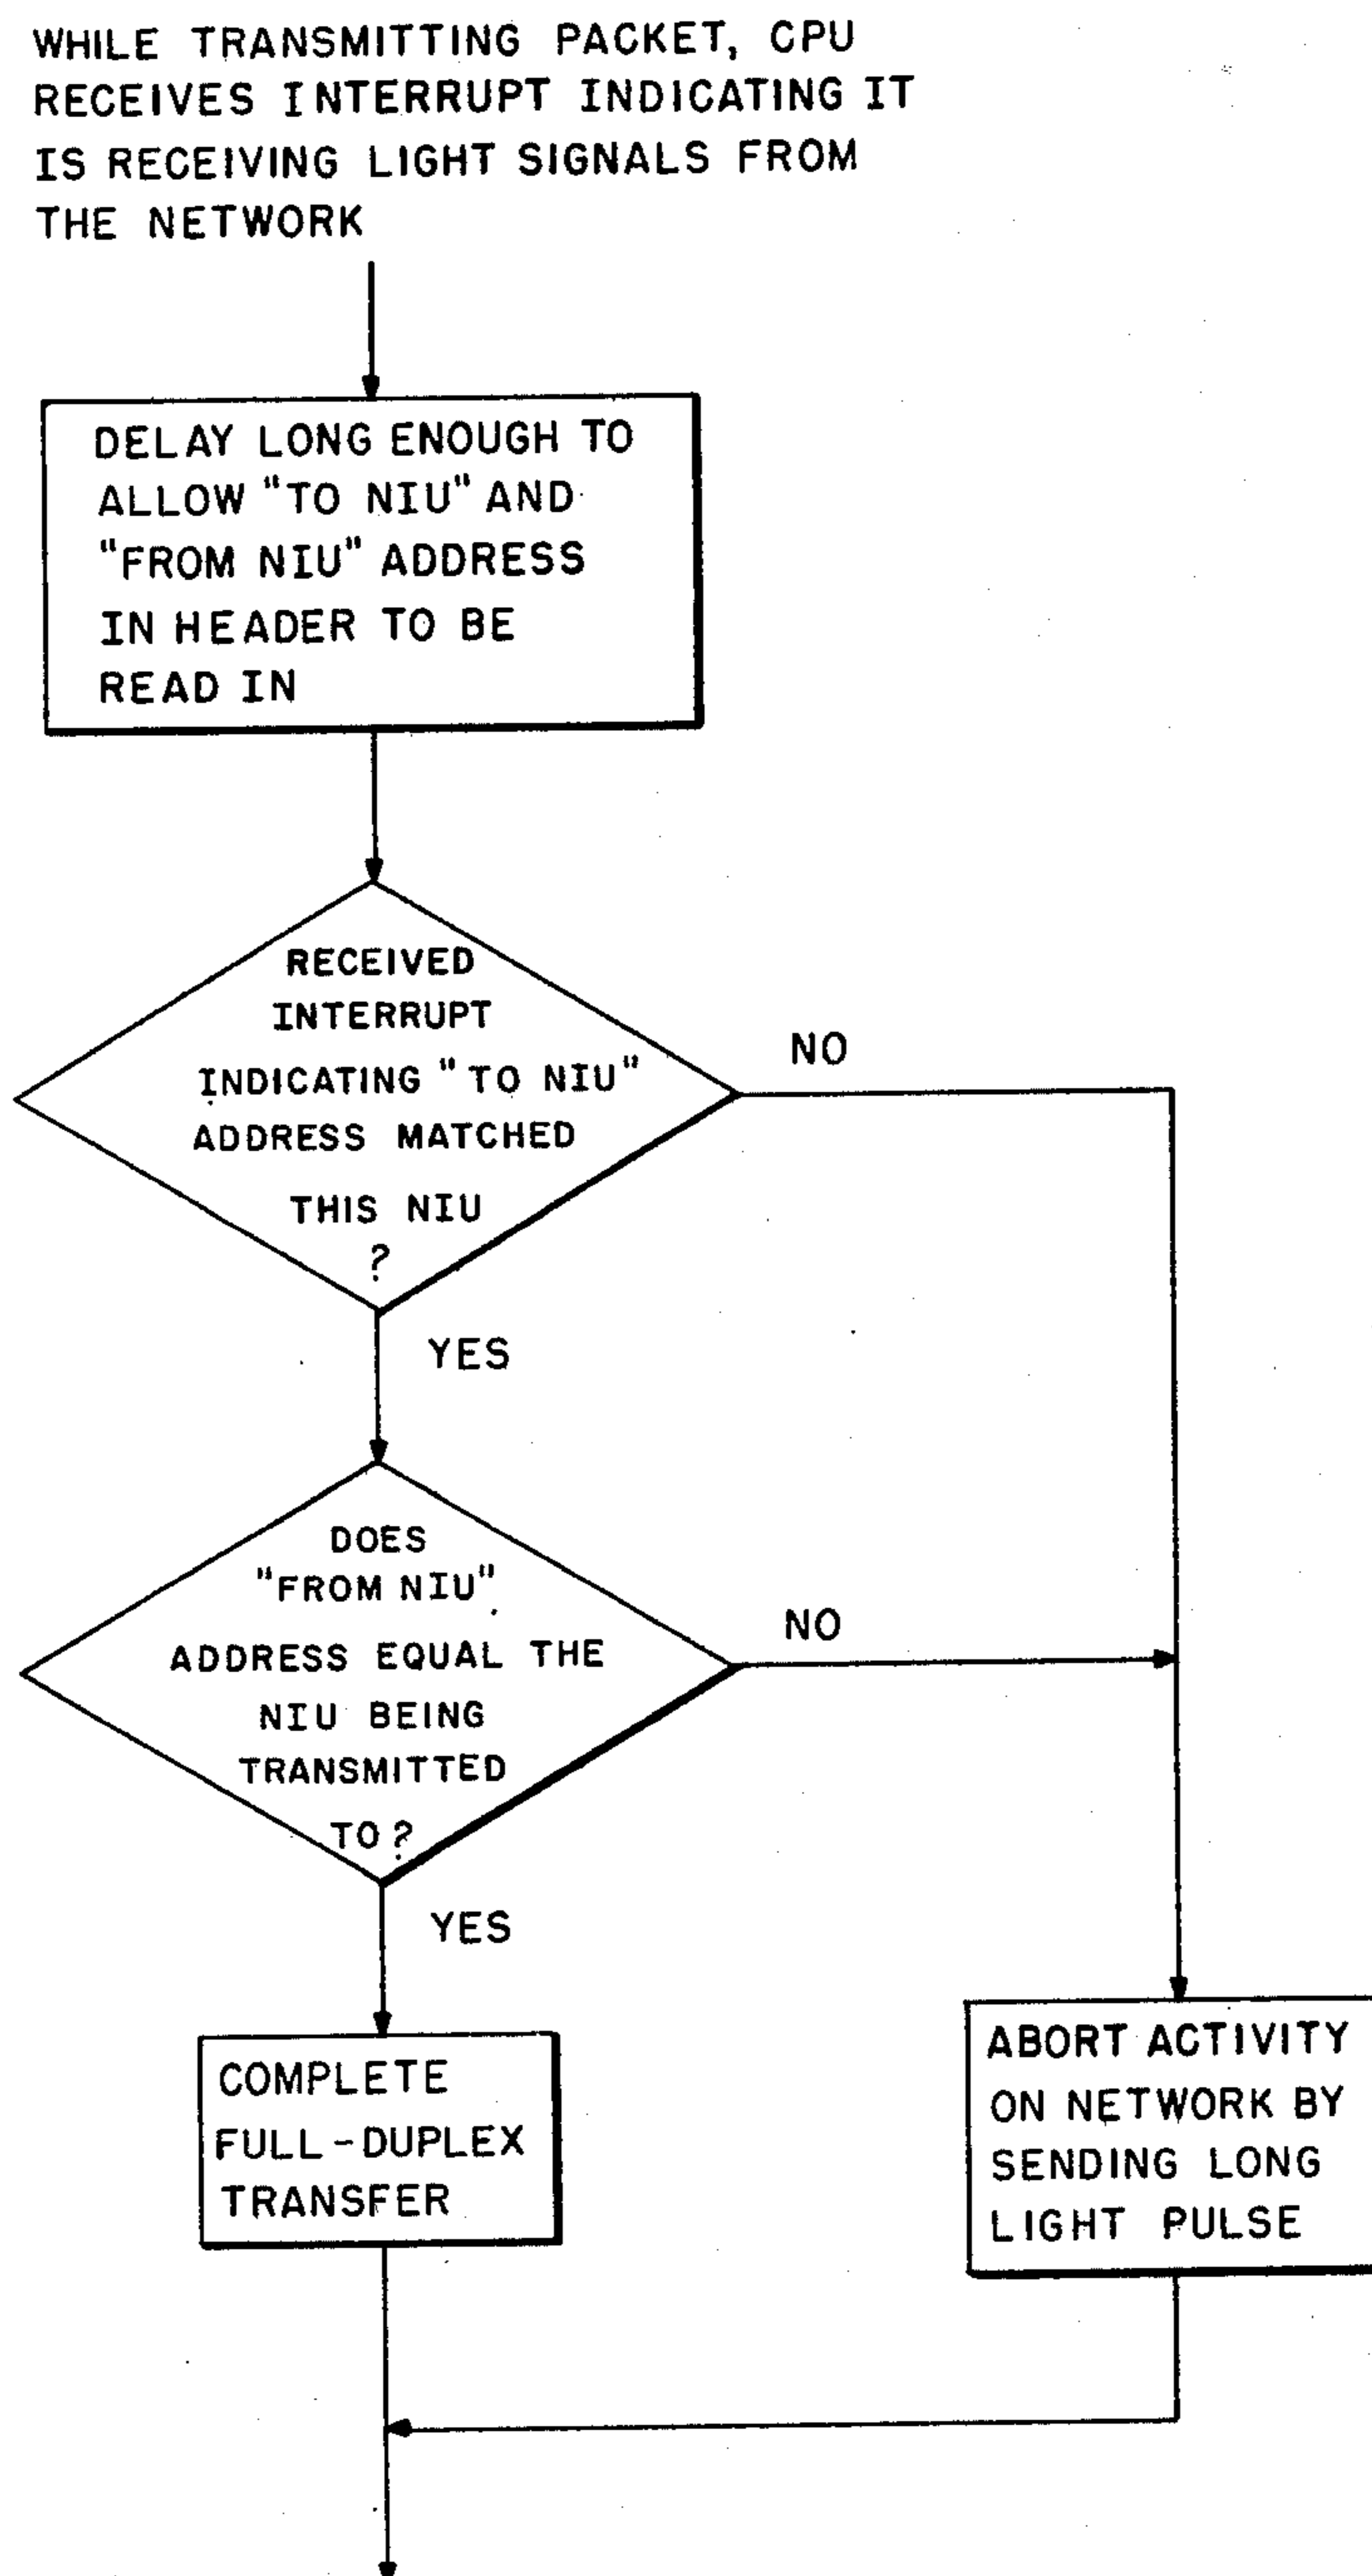 WHILE TRANSMITTING PACKET, CPU
RECEIVES INTERRUPT INDICATING IT
IS RECEIVING LIGHT SIGNALS FROM
THE NETWORK
DELAY LONG ENOUGH TO
ALLOW "TO NIU" AND
"FROM NIU" ADDRESS
IN HEADER TO BE
READ IN
RECEIVED
INTERRUPT
INDICATING "TO NIU"
ADDRESS MATCHED
THIS NIU
?
NO
YES
DOES
"FROM NIU"
ADDRESS EQUAL THE
NIU BEING
TRANSMITTED
TO?
NO
YES
COMPLETE
FULL-DUPLEX
TRANSFER
ABORT ACTIVITY
ON NETWORK BY
SENDING LONG
LIGHT PULSE